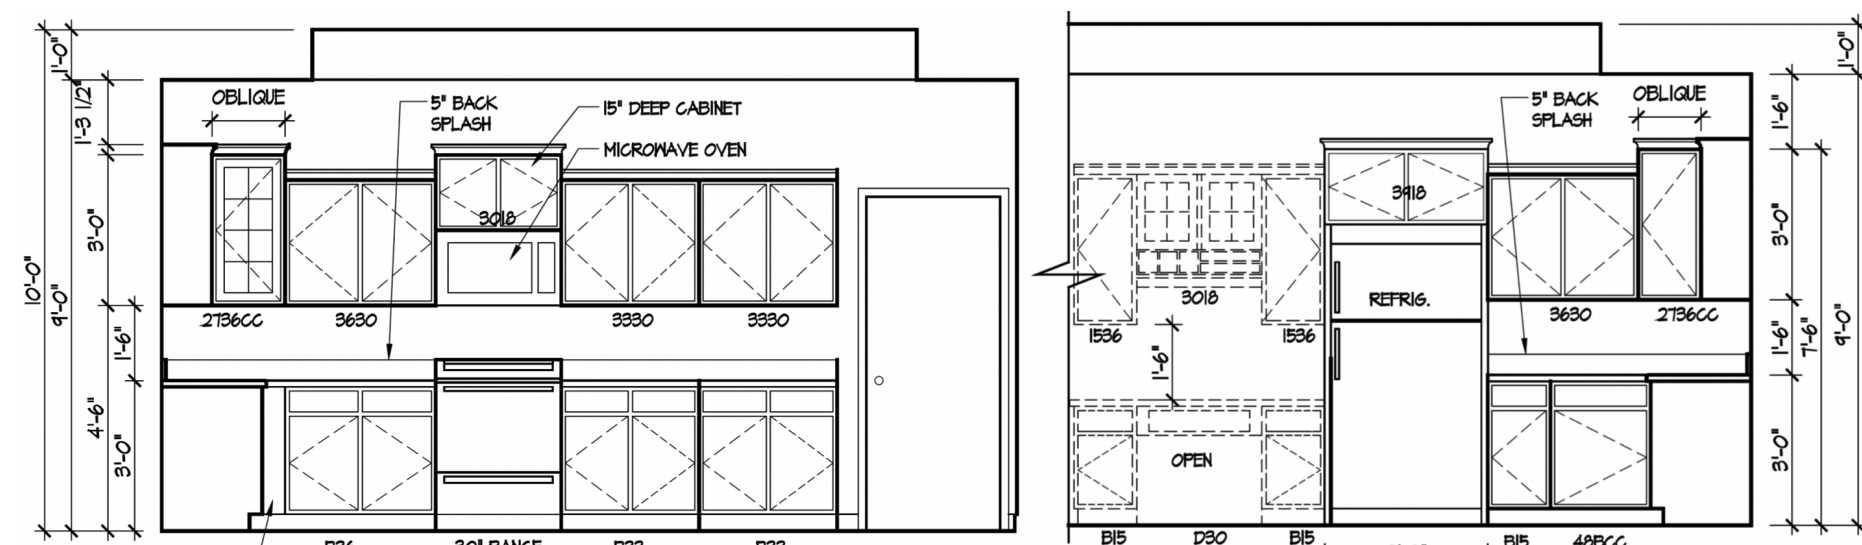 1'-0"
1'-3 1/2"
OBLIQUE
5" BACK
SPLASH
15" DEEP CABINET
MICROWAVE OVEN
3018
3'-0"
10'-0"
9'-0"
2736CC
3630
3330
3330
1'-6"
4'-6"
3'-0"
1'-0"
5" BACK
SPLASH
OBLIQUE
1'-6"
3918
3'-0"
3018
REFRIG.
3630
2736CC
1536
1536
1'-6"
1'-6"
7'-6"
9'-0"
OPEN
3'-0"
B15
D30
B15
B15
48BCC